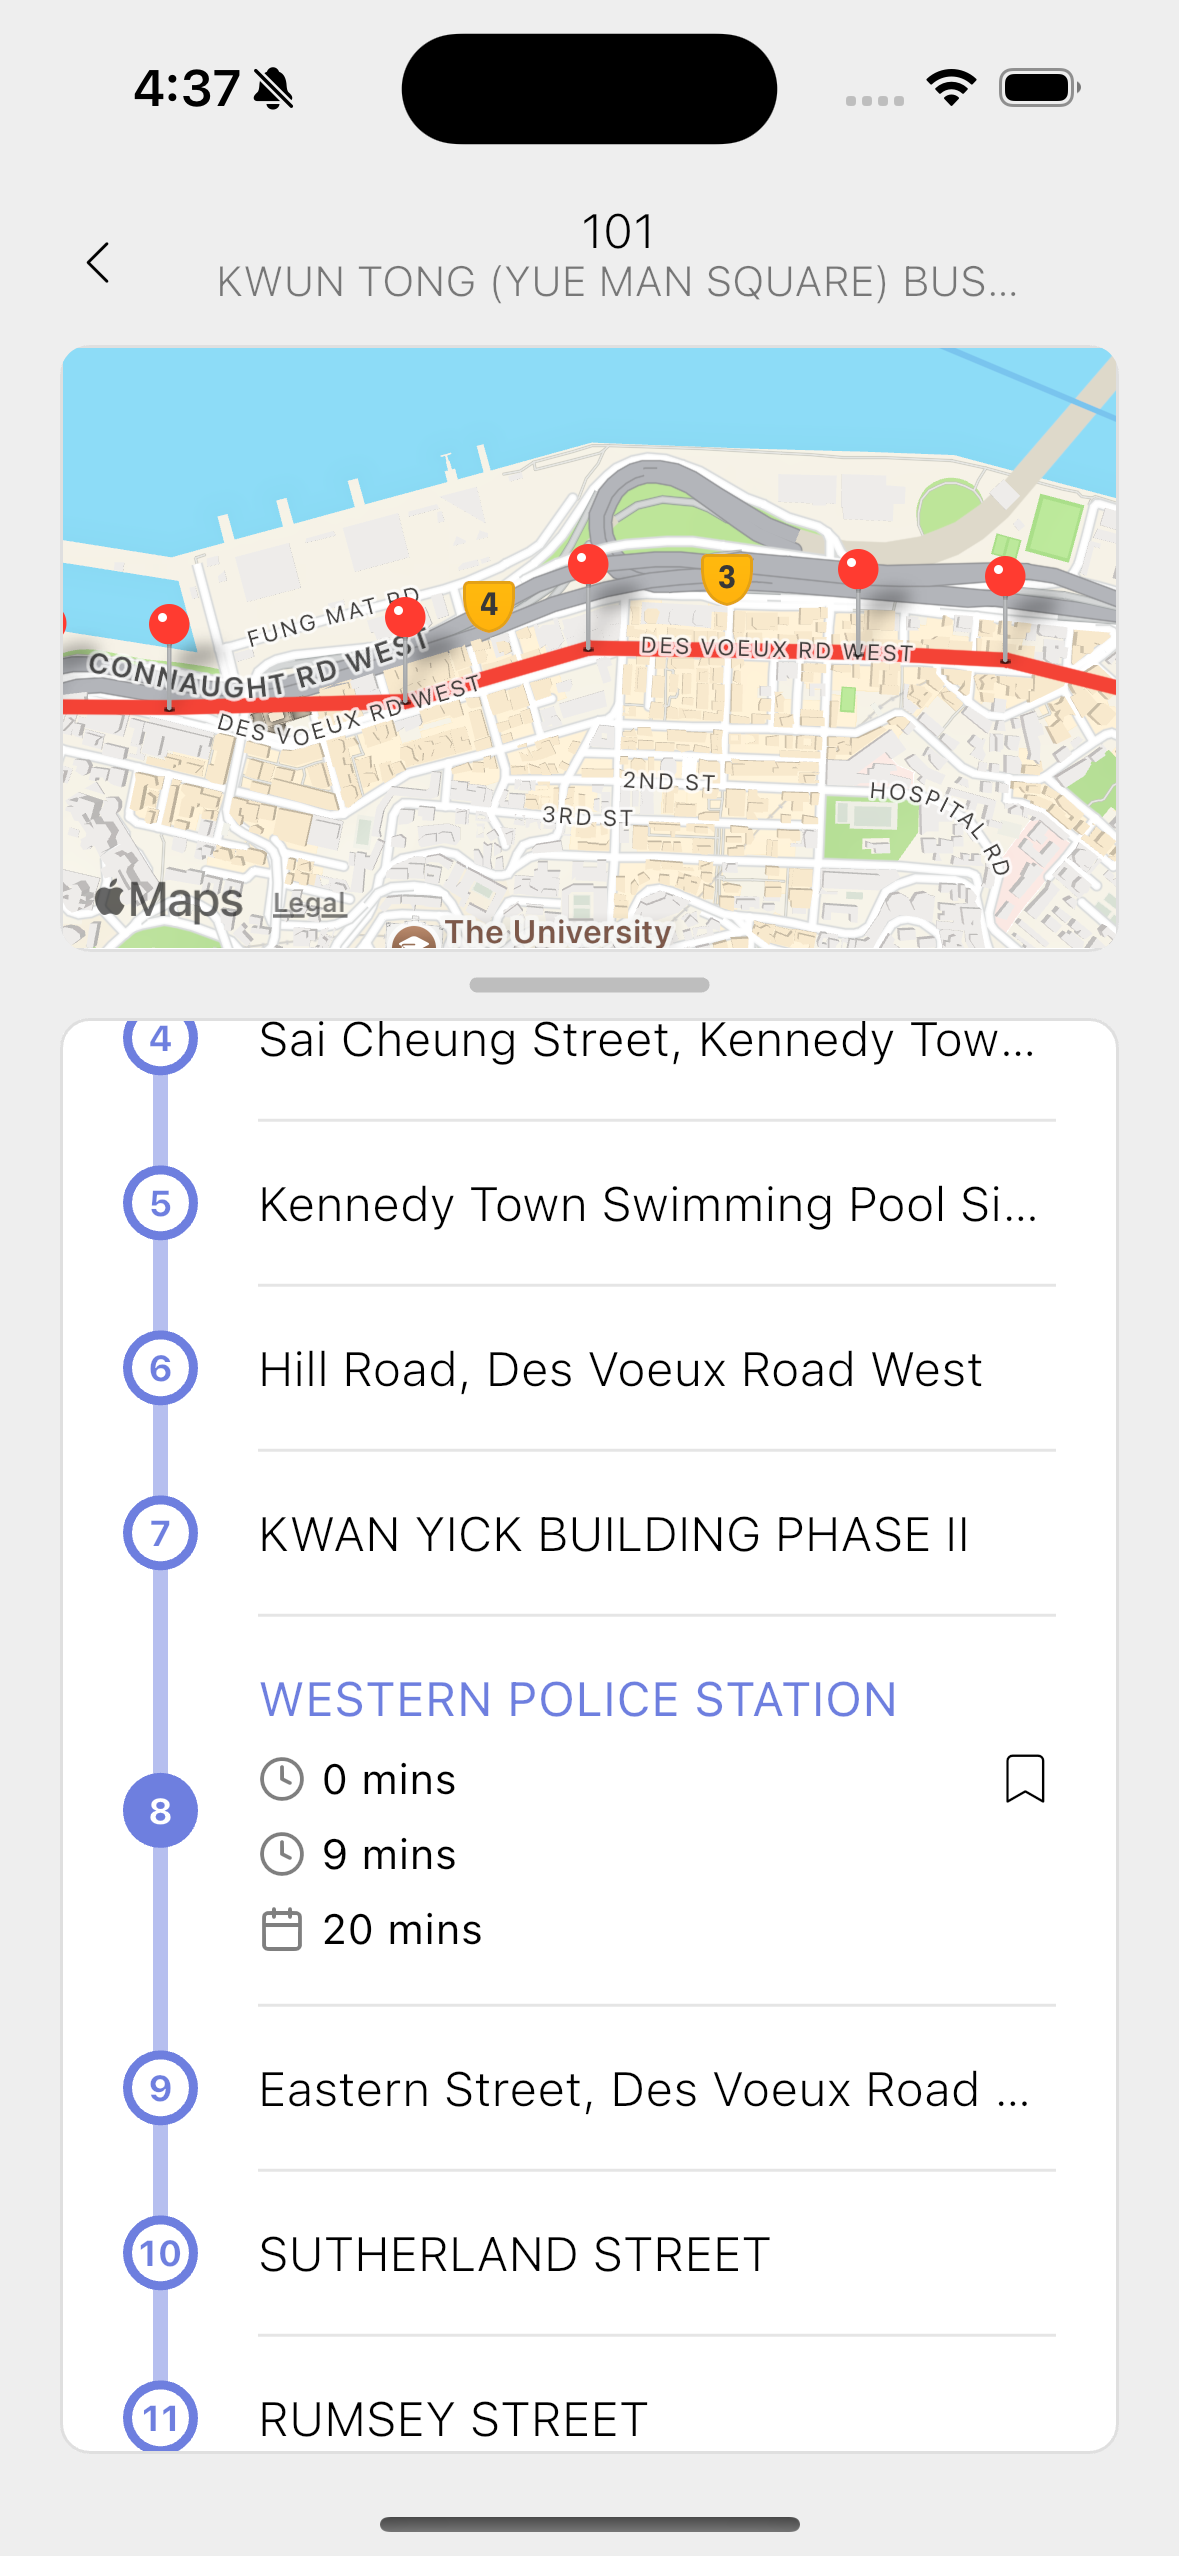 4:37
101
KWUN TONG (YUE MAN SQUARE) BUS...
FUNG MAT RD
4
3
CONNAUGHT RD WEST
DES VOEUX RD WEST
DES VOEUX RD WEST
2ND ST
3RD ST
HOSPITAL RD
Maps Legal
The University
4 Sai Cheung Street, Kennedy Tow...
5 Kennedy Town Swimming Pool Si...
6 Hill Road, Des Voeux Road West
7 KWAN YICK BUILDING PHASE II
WESTERN POLICE STATION
0 mins
8
9 mins
20 mins
9 Eastern Street, Des Voeux Road ...
10 SUTHERLAND STREET
11 RUMSEY STREET